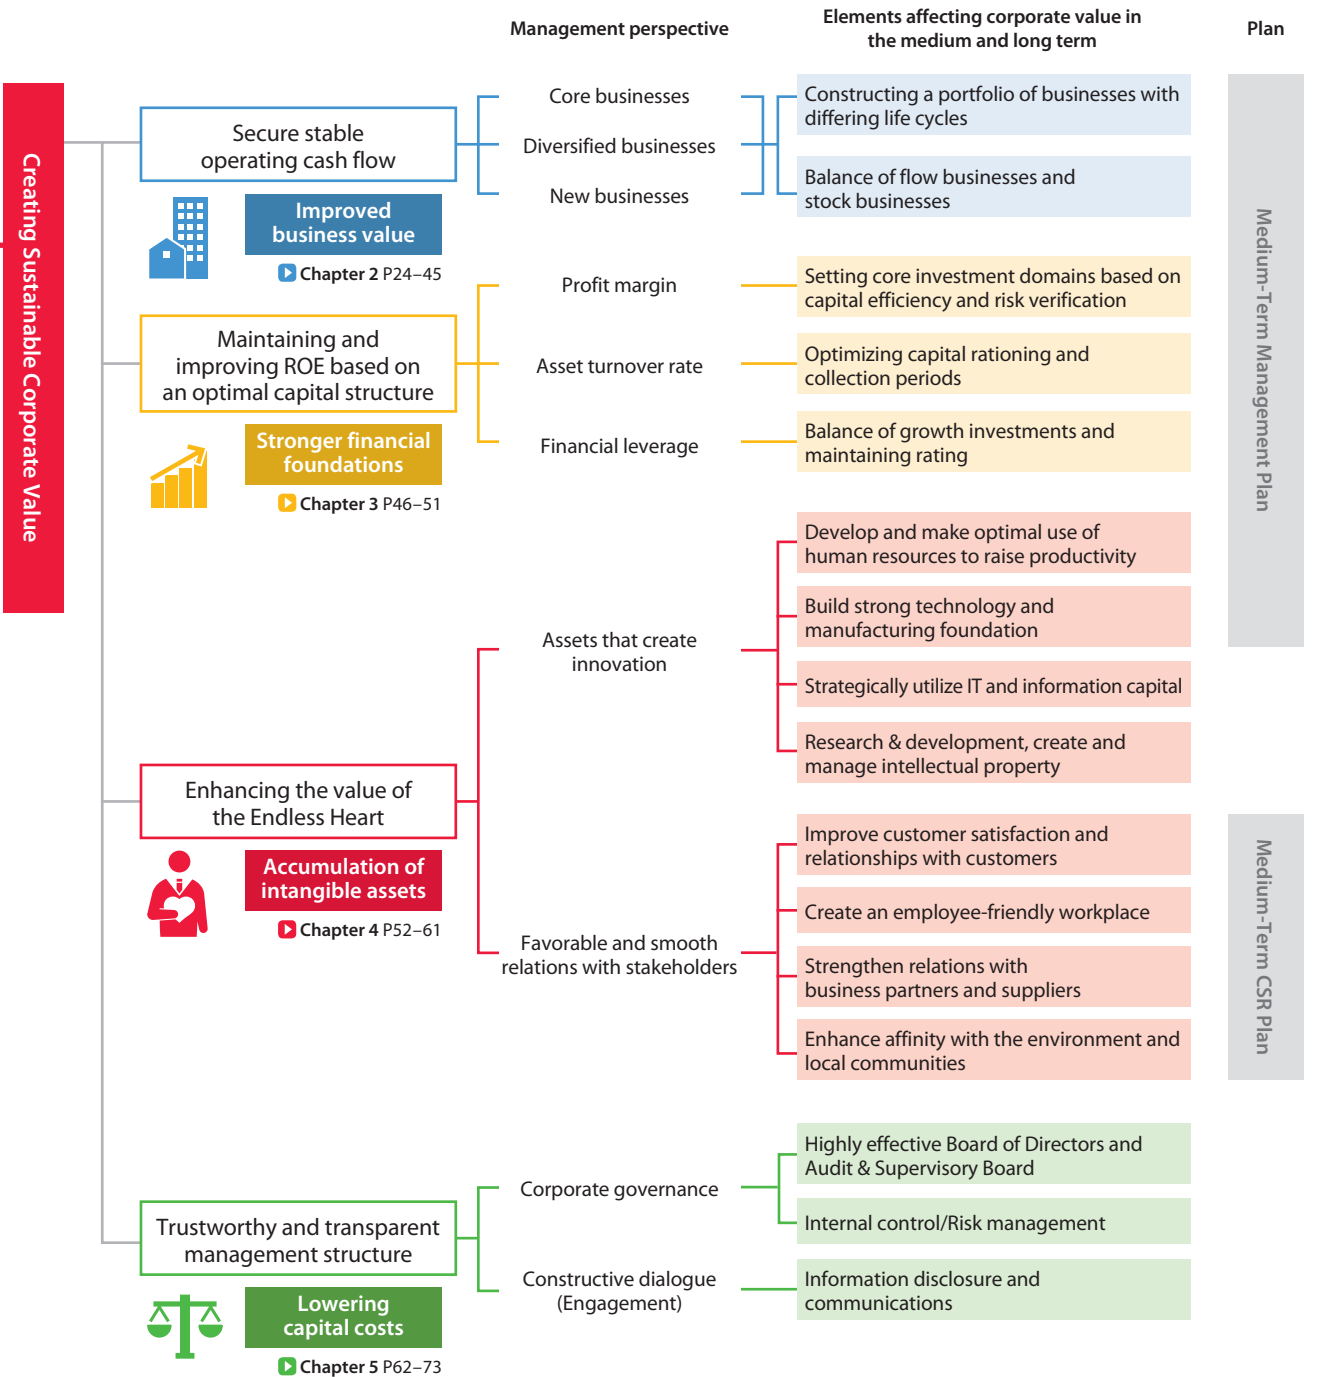 Management perspective
Elements affecting corporate value in
the medium and long term
Plan
Creating Sustainable Corporate Value
Secure stable
operating cash flow
Improved
business value
Chapter 2 P24–45
Core businesses
Diversified businesses
New businesses
Constructing a portfolio of businesses with
differing life cycles
Balance of flow businesses and
stock businesses
Maintaining and
improving ROE based on
an optimal capital structure
Stronger financial
foundations
Chapter 3 P46–51
Profit margin
Asset turnover rate
Financial leverage
Setting core investment domains based on
capital efficiency and risk verification
Optimizing capital rationing and
collection periods
Balance of growth investments and
maintaining rating
Medium-Term Management Plan
Enhancing the value of
the Endless Heart
Accumulation of
intangible assets
Chapter 4 P52–61
Assets that create
innovation
Develop and make optimal use of
human resources to raise productivity
Build strong technology and
manufacturing foundation
Strategically utilize IT and information capital
Research & development, create and
manage intellectual property
Favorable and smooth
relations with stakeholders
Improve customer satisfaction and
relationships with customers
Create an employee-friendly workplace
Strengthen relations with
business partners and suppliers
Enhance affinity with the environment and
local communities
Medium-Term CSR Plan
Trustworthy and transparent
management structure
Lowering
capital costs
Chapter 5 P62–73
Corporate governance
Highly effective Board of Directors and
Audit & Supervisory Board
Internal control/Risk management
Constructive dialogue
(Engagement)
Information disclosure and
communications